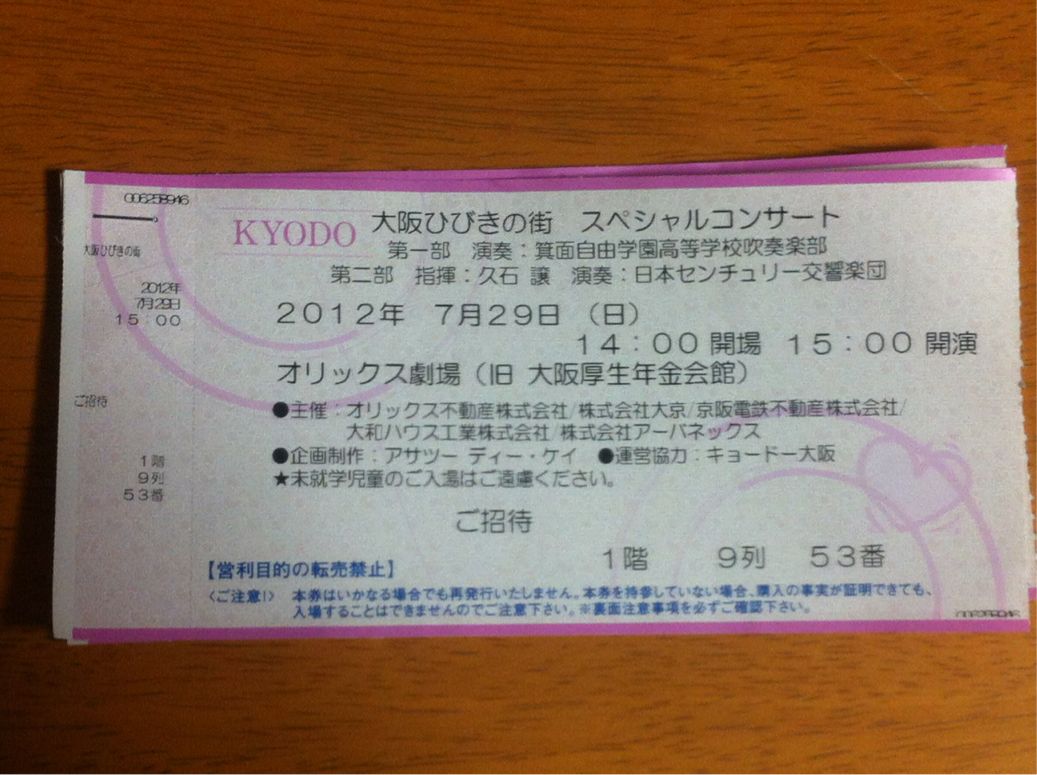 006258946
大阪ひびきの街
2012年
7月29日
15:00
ご招待
1階
9列
53番
KYODO
大阪ひびきの街 スペシャルコンサート
第一部 演奏:箕面自由学園高等学校吹奏楽部
第二部 指揮:久石 譲 演奏:日本センチュリー交響楽団
2012年 7月29日 (日)
14:00 開場 15:00 開演
オリックス劇場(旧 大阪厚生年金会館)
●主催:オリックス不動産株式会社/株式会社大京/京阪電鉄不動産株式会社/
大和ハウス工業株式会社/株式会社アーバネックス
●企画制作:アサツー ディー・ケイ ●運営協力:キョードー大阪
★未就学児童のご入場はご遠慮ください。
ご招待
1階 9列 53番
【営利目的の転売禁止】
〈ご注意!〉 本券はいかなる場合でも再発行いたしません。本券を持参していない場合、購入の事実が証明できても、
入場することはできませんのでご注意下さい。※裏面注意事項を必ずご確認下さい。